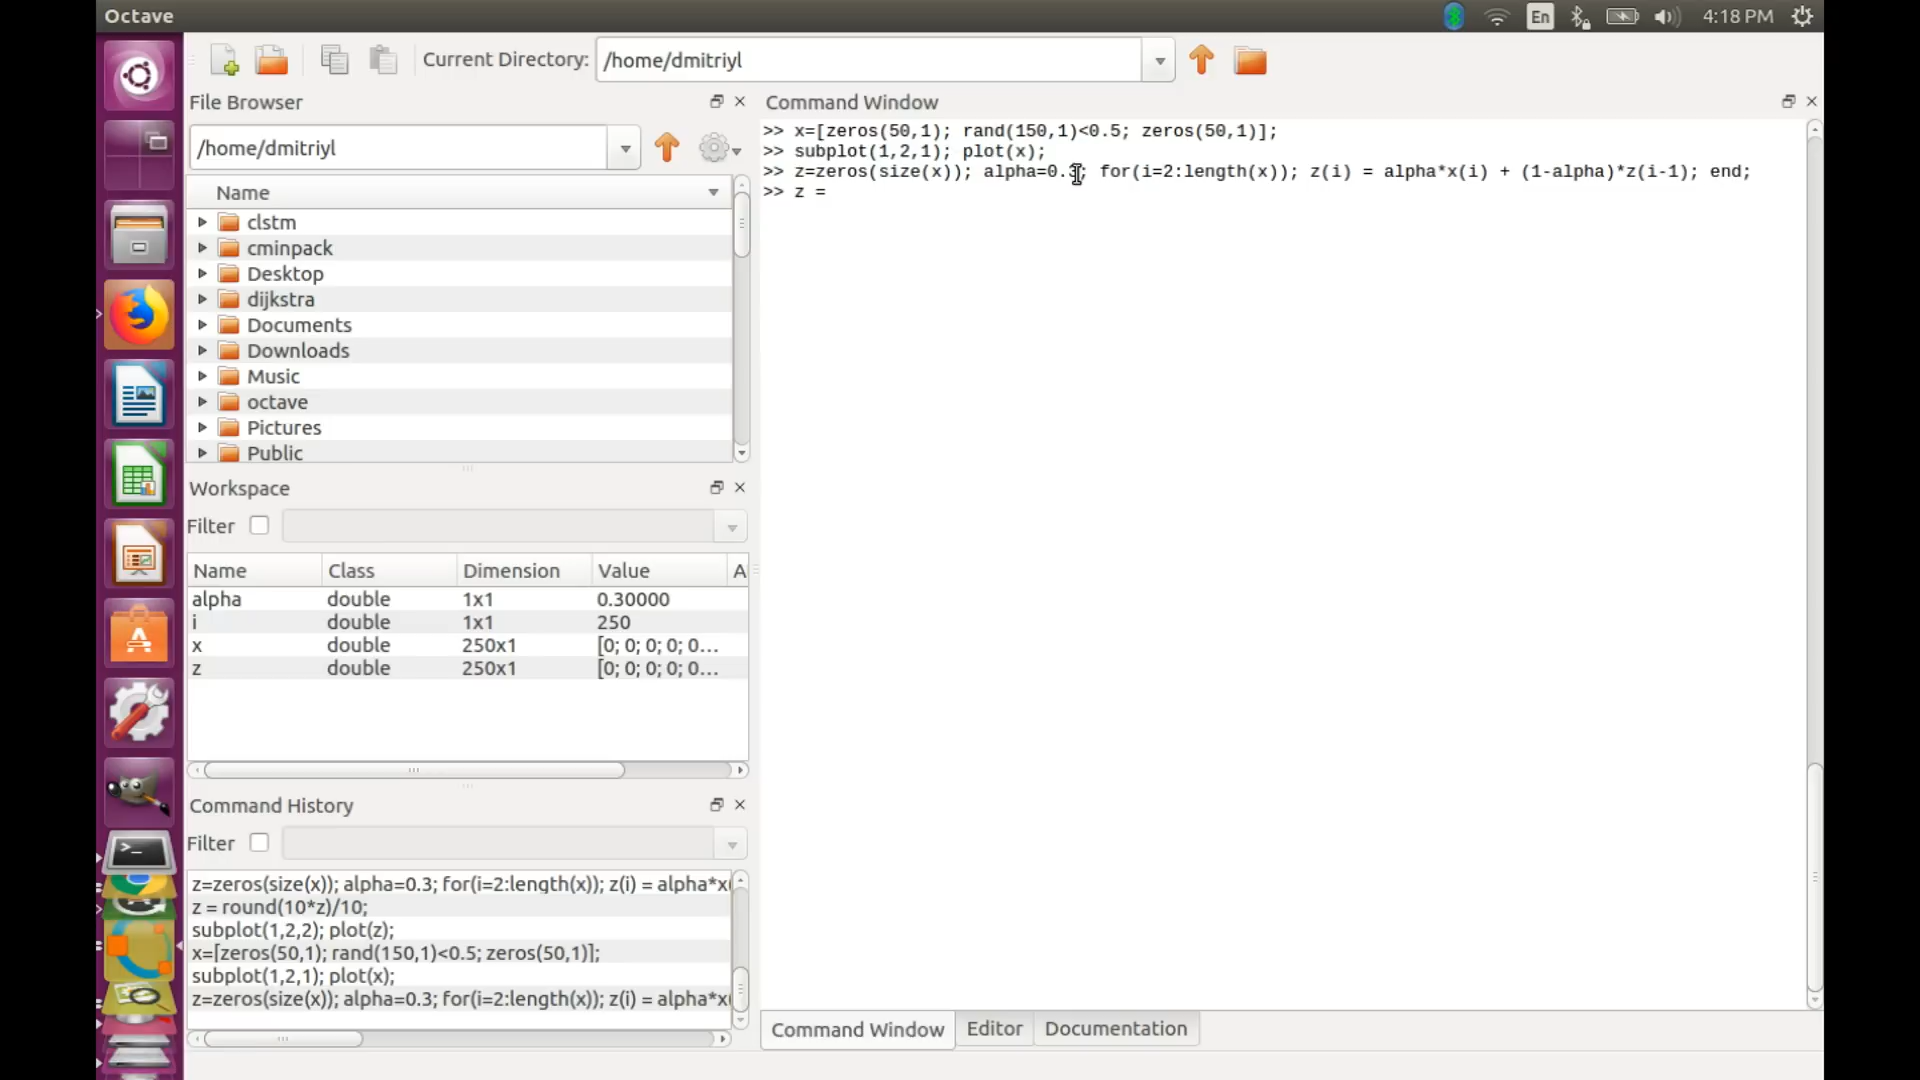 Octave
En
4:18 PM
Current Directory:
/home/dmitriyl
File Browser
/home/dmitriyl
Name
clstm
cminpack
Desktop
dijkstra
Documents
Downloads
Music
octave
Pictures
Public
Workspace
Filter
Name Class Dimension Value A
alpha double 1x1 0.30000
i double 1x1 250
x double 250x1 [0; 0; 0; 0; 0...
z double 250x1 [0; 0; 0; 0; 0...
Command History
Filter
z=zeros(size(x)); alpha=0.3; for(i=2:length(x)); z(i) = alpha*x(
z = round(10*z)/10;
subplot(1,2,2); plot(z);
x=[zeros(50,1); rand(150,1)<0.5; zeros(50,1)];
subplot(1,2,1); plot(x);
z=zeros(size(x)); alpha=0.3; for(i=2:length(x)); z(i) = alpha*x(
Command Window
>> x=[zeros(50,1); rand(150,1)<0.5; zeros(50,1)];
>> subplot(1,2,1); plot(x);
>> z=zeros(size(x)); alpha=0.3; for(i=2:length(x)); z(i) = alpha*x(i) + (1-alpha)*z(i-1); end;
>> z =
Command Window
Editor
Documentation